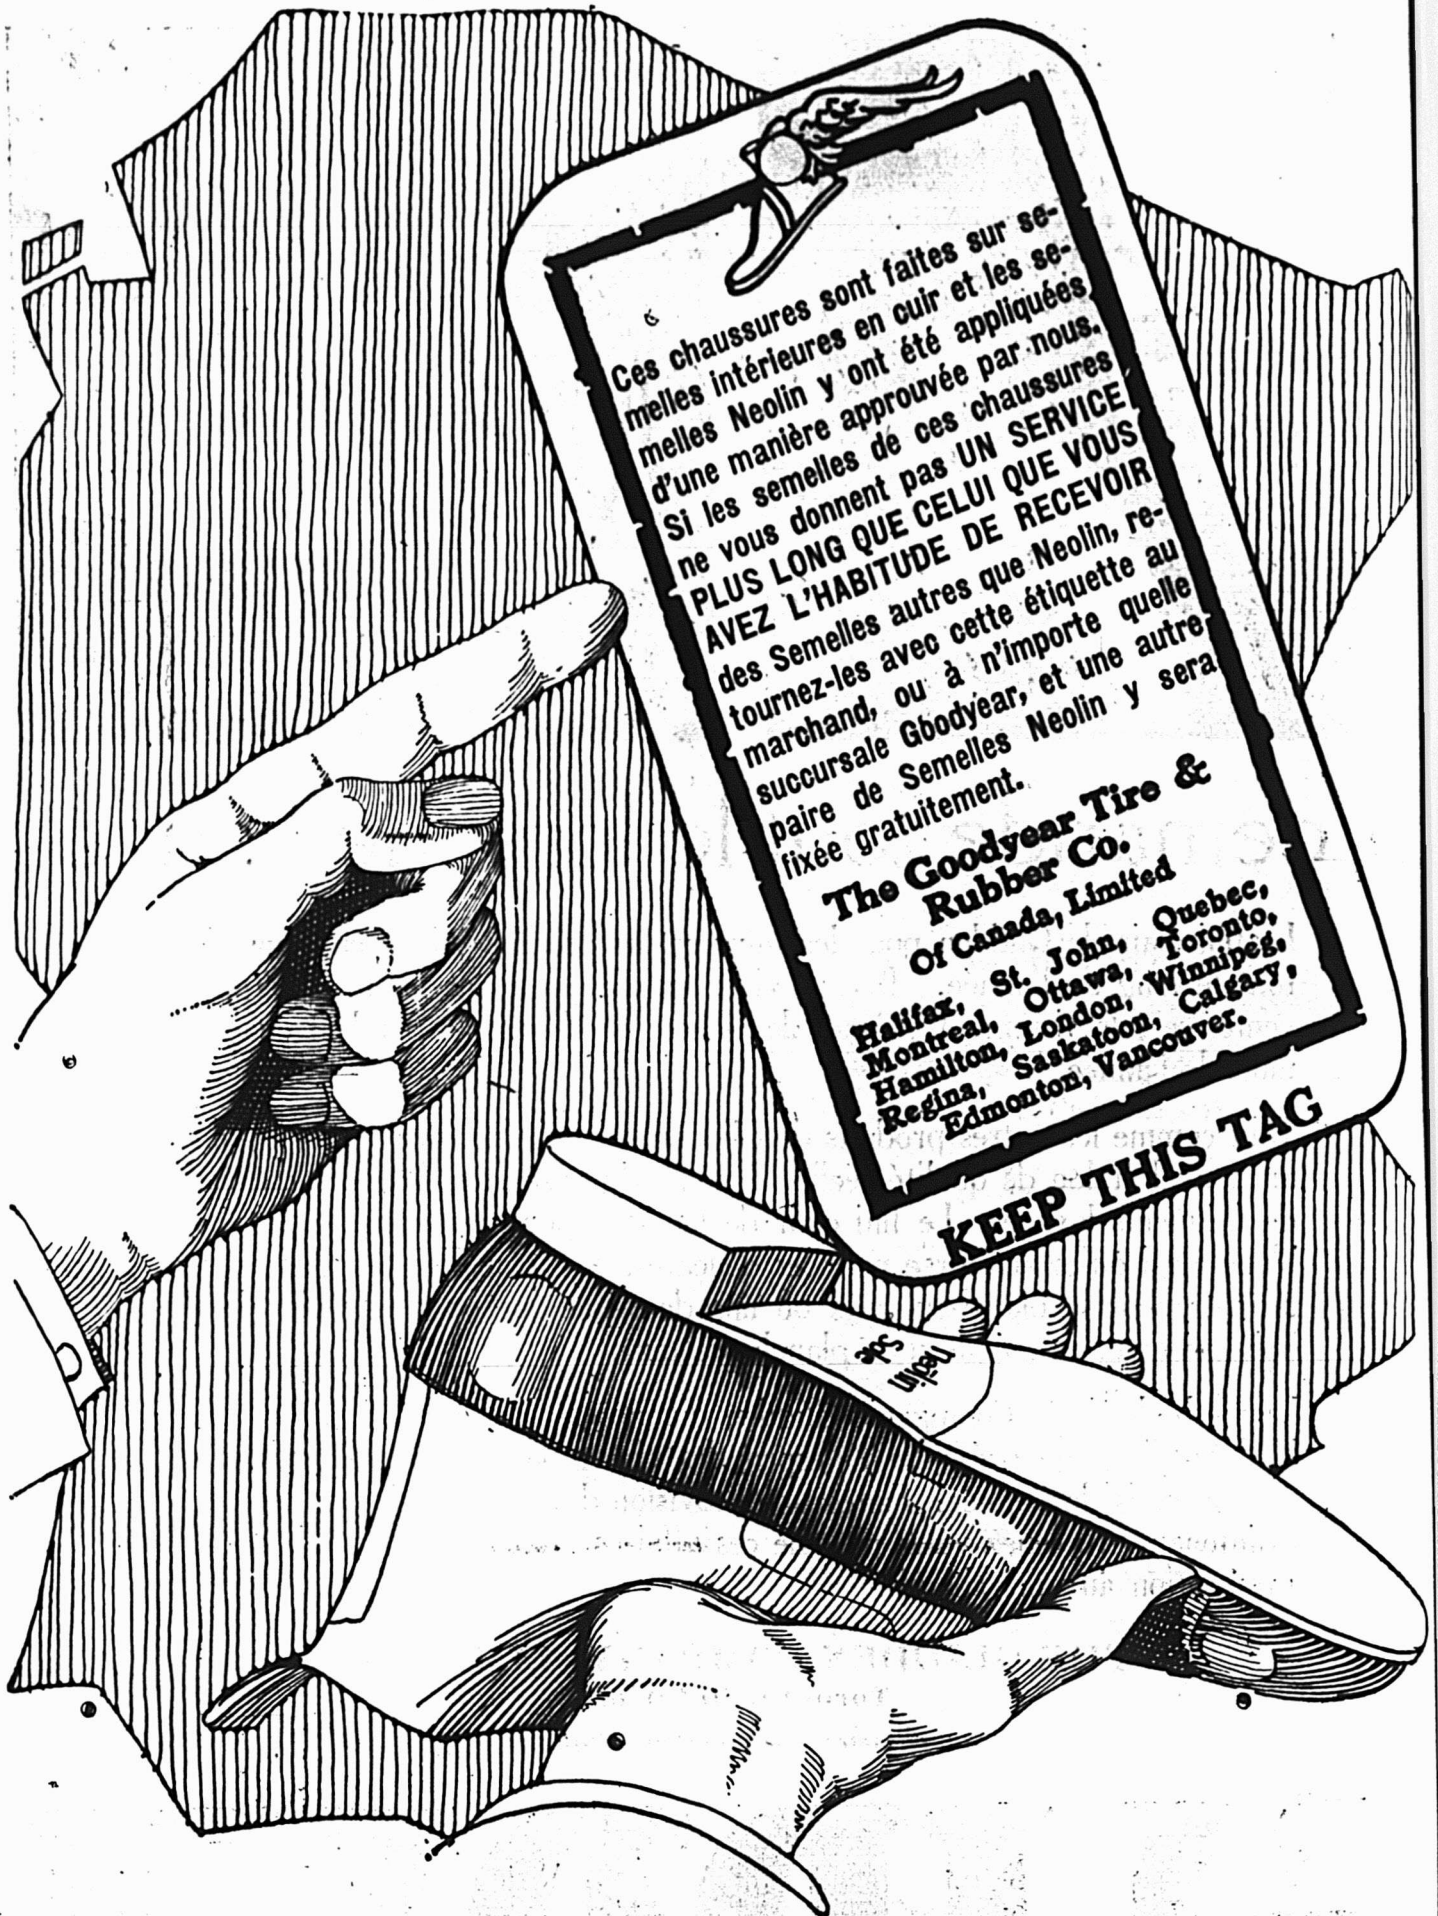 Ces chaussures sont faites sur se-
melles intérieures en cuir et les se-
melles Neolin y ont été appliquées
d'une manière approuvée par nous.
Si les semelles de ces chaussures
ne vous donnent pas UN SERVICE
PLUS LONG QUE CELUI QUE VOUS
AVEZ L'HABITUDE DE RECEVOIR
des Semelles autres que Neolin, re-
tournez-les avec cette étiquette au
marchand, ou à n'importe quelle
succursale Goodyear, et une autre
paire de Semelles Neolin y sera
fixée gratuitement.
The Goodyear Tire &
Rubber Co.
Of Canada, Limited
Halifax, St. John, Quebec,
Montreal, Ottawa, Toronto,
Hamilton, London, Winnipeg,
Regina, Saskatoon, Calgary,
Edmonton, Vancouver.
KEEP THIS TAG
Neolin
Sole